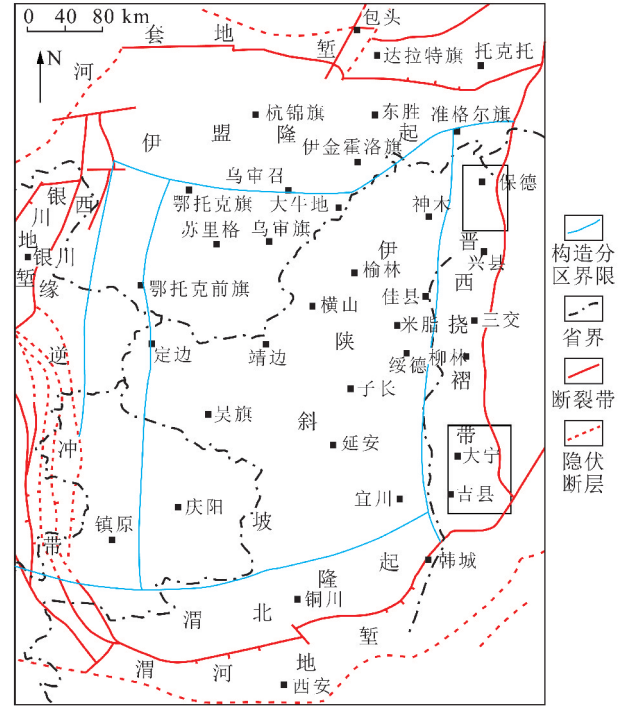 0 40 80 km
N
包头
河套地堑
达拉特旗
托克托
杭锦旗
东胜
准格尔旗
伊盟隆起
伊金霍洛旗
乌审召
保德
鄂托克旗
大牛地
神木
苏里格
乌审旗
银川地堑
银川
西缘逆冲带
兴县
榆林
鄂托克前旗
佳县
横山
米脂
三交
晋西挠褶带
定边
靖边
绥德
柳林
伊陕斜坡
子长
吴旗
延安
大宁
吉县
庆阳
宜川
镇原
韩城
渭北隆起
铜川
渭河地堑
西安
构造分
区界限
省界
断裂带
隐伏
断层